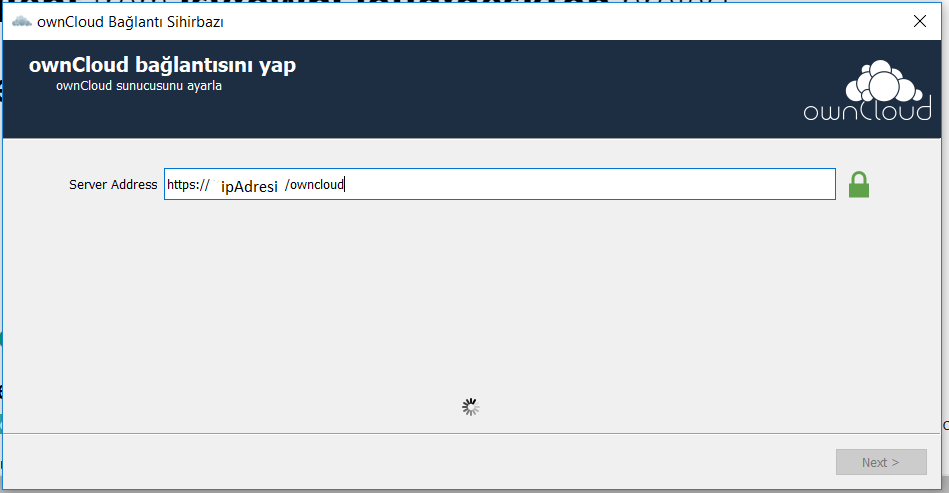 ownCloud Bağlantı Sihirbazı
ownCloud bağlantısını yap
ownCloud sunucusunu ayarla
ownCloud
Server Address https:// ipAdresi /owncloud
Next >